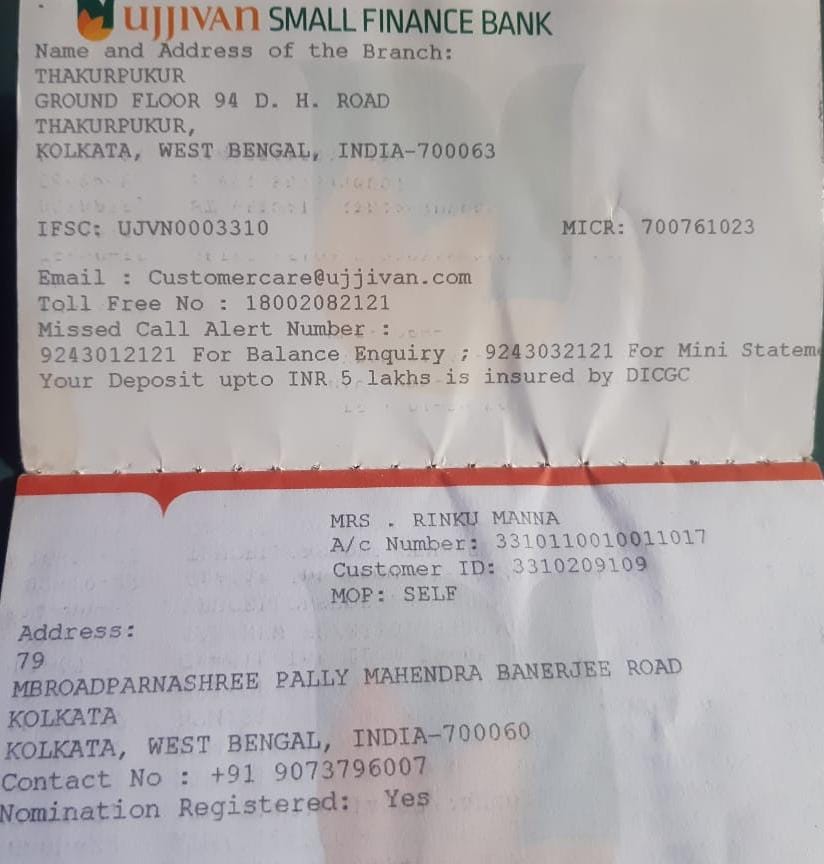 ujjivan SMALL FINANCE BANK
Name and Address of the Branch:
THAKURPUKUR
GROUND FLOOR 94 D. H. ROAD
THAKURPUKUR,
KOLKATA, WEST BENGAL, INDIA-700063
IFSC: UJVN0003310 MICR: 700761023
Email : Customercare@ujjivan.com
Toll Free No : 18002082121
Missed Call Alert Number :
9243012121 For Balance Enquiry ; 9243032121 For Mini Statem
Your Deposit upto INR 5 lakhs is insured by DICGC
MRS . RINKU MANNA
A/c Number: 3310110010011017
Customer ID: 3310209109
MOP: SELF
Address:
79
MBROADPARNASHREE PALLY MAHENDRA BANERJEE ROAD
KOLKATA
KOLKATA, WEST BENGAL, INDIA-700060
Contact No : +91 9073796007
Nomination Registered: Yes